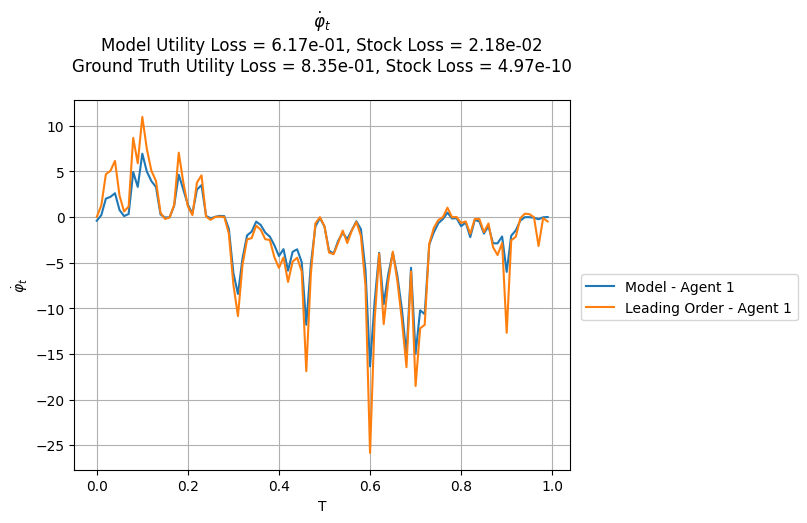 φ̇ₜ
Model Utility Loss = 6.17e-01, Stock Loss = 2.18e-02
Ground Truth Utility Loss = 8.35e-01, Stock Loss = 4.97e-10
10
5
0
−5
−10
−15
−20
−25
φ̇ₜ
0.0
0.2
0.4
0.6
0.8
1.0
T
Model - Agent 1
Leading Order - Agent 1